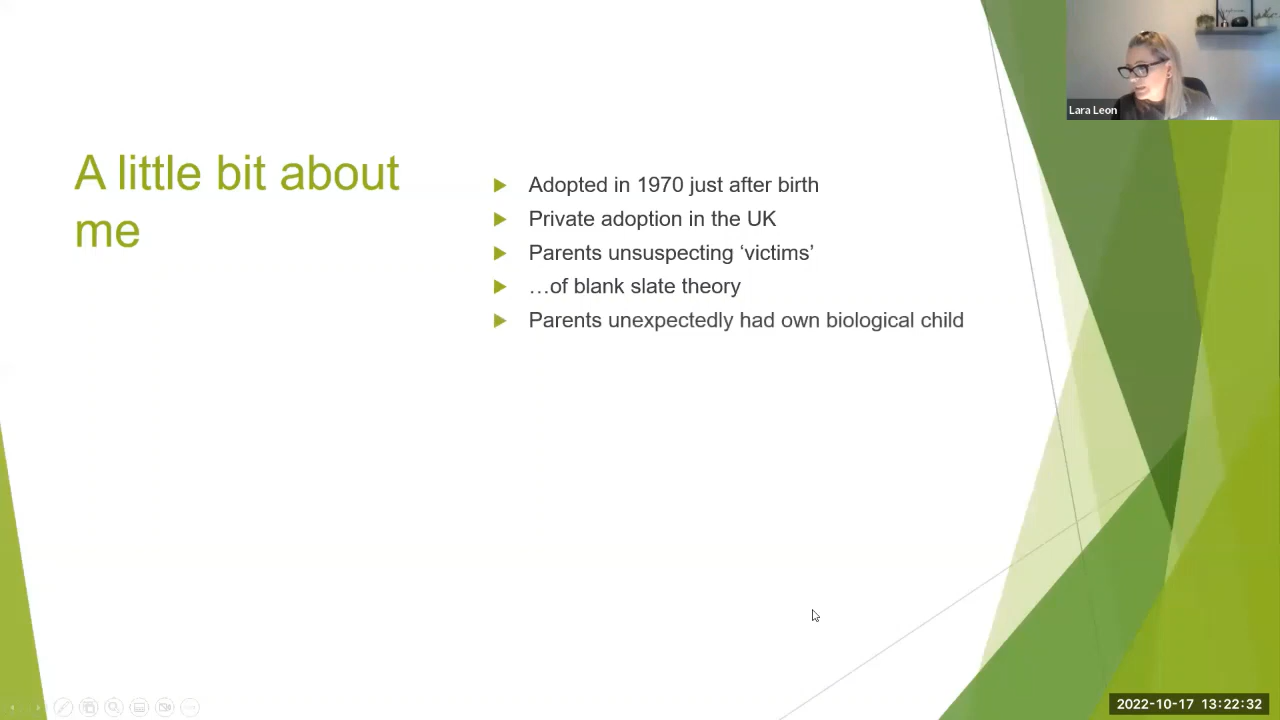 Lara Leon
A little bit about
me
Adopted in 1970 just after birth
Private adoption in the UK
Parents unsuspecting ‘victims’
…of blank slate theory
Parents unexpectedly had own biological child
2022-10-17 13:22:32